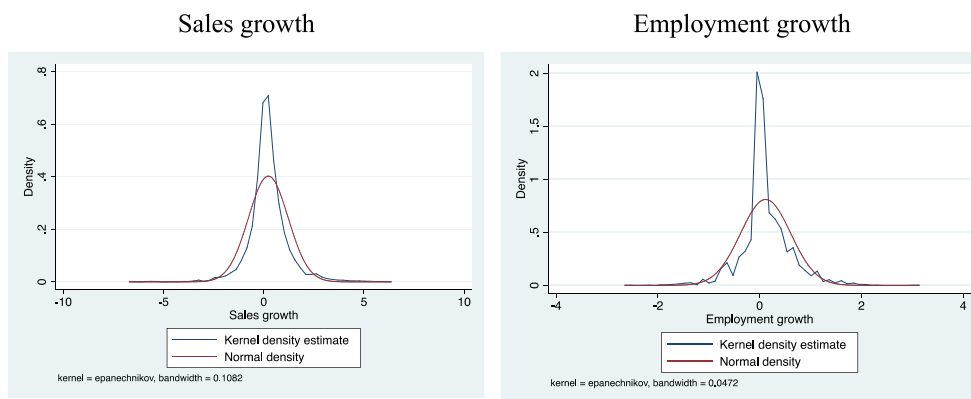 Sales growth
Employment growth
Density
0
.2
.4
.6
.8
-10
-5
0
5
10
Sales growth
Kernel density estimate
Normal density
kernel = epanechnikov, bandwidth = 0.1082
Density
0
.5
1
1.5
2
-4
-2
0
2
4
Employment growth
Kernel density estimate
Normal density
kernel = epanechnikov, bandwidth = 0.0472